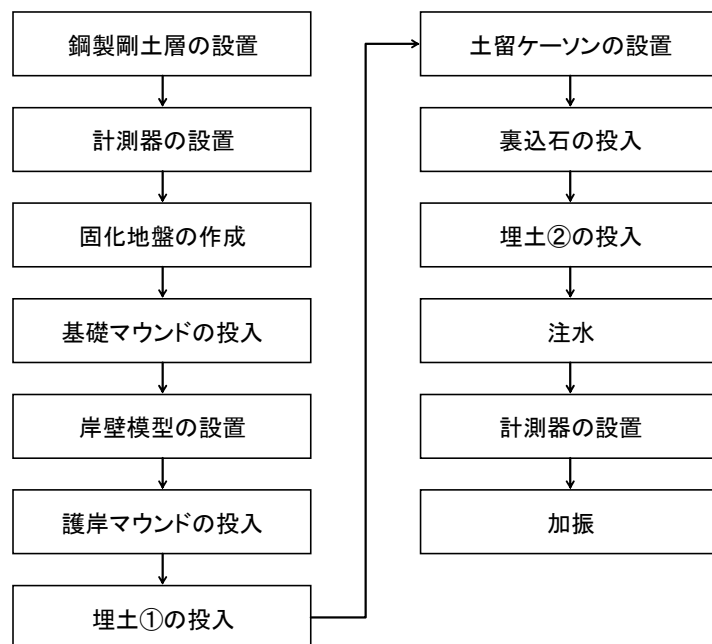 鋼製剛土層の設置
計測器の設置
固化地盤の作成
基礎マウンドの投入
岸壁模型の設置
護岸マウンドの投入
埋土①の投入
土留ケーソンの設置
裏込石の投入
埋土②の投入
注水
計測器の設置
加振